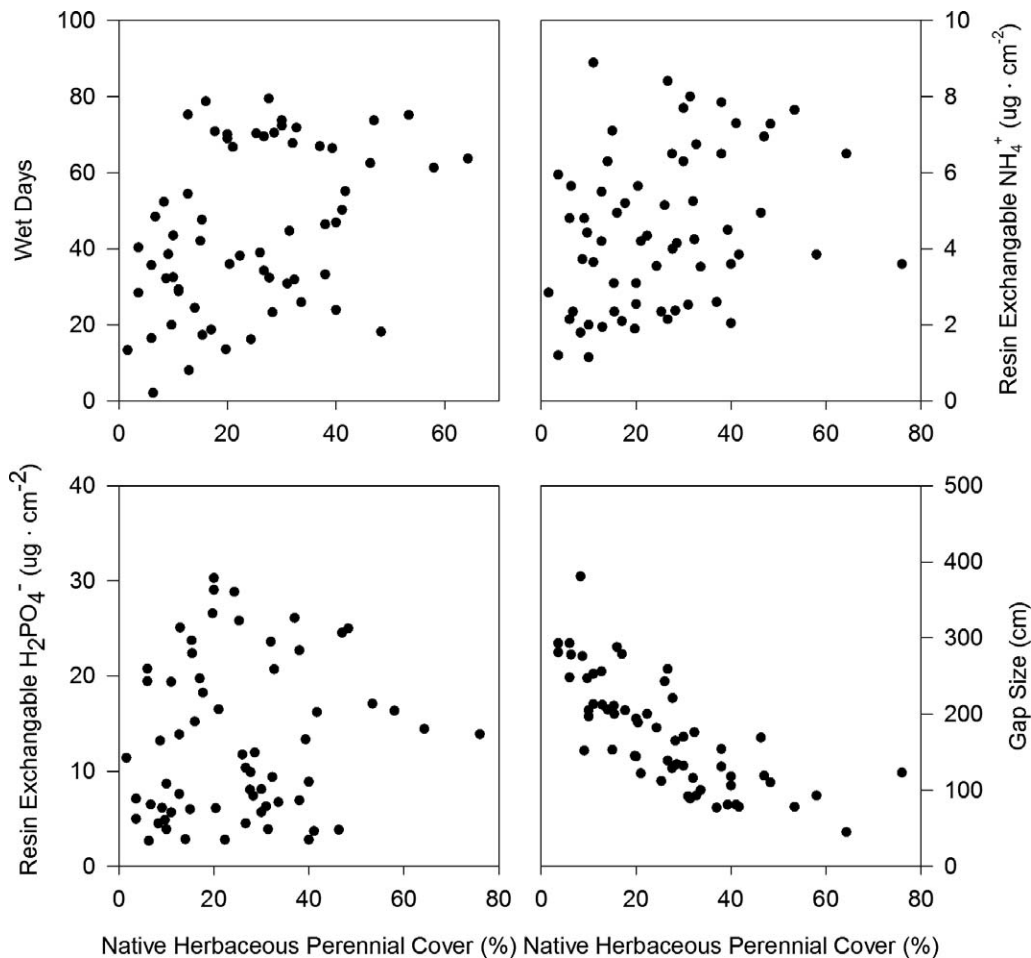 100
80
60
40
20
0
Wet Days
0 20 40 60
10
8
6
4
2
0
Resin Exchangable NH₄⁺ (ug · cm⁻²)
0 20 40 60 80
40
30
20
10
0
Resin Exchangable H₂PO₄⁻ (ug · cm⁻²)
0 20 40 60 80
Native Herbaceous Perennial Cover (%)
500
400
300
200
100
0
Gap Size (cm)
0 20 40 60 80
Native Herbaceous Perennial Cover (%)